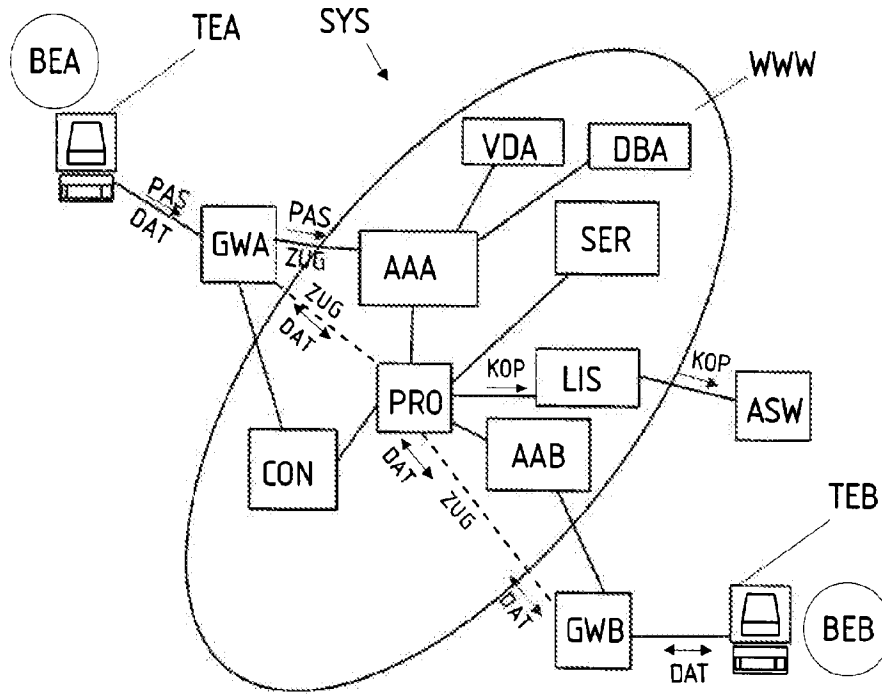 SYS
TEA
BEA
WWW
VDA
DBA
PAS
DAT
PAS
GWA
ZUG
AAA
SER
ZUG
DAT
KOP
LIS
KOP
PRO
ASW
CON
AAB
DAT
ZUG
TEB
DAT
GWB
DAT
BEB